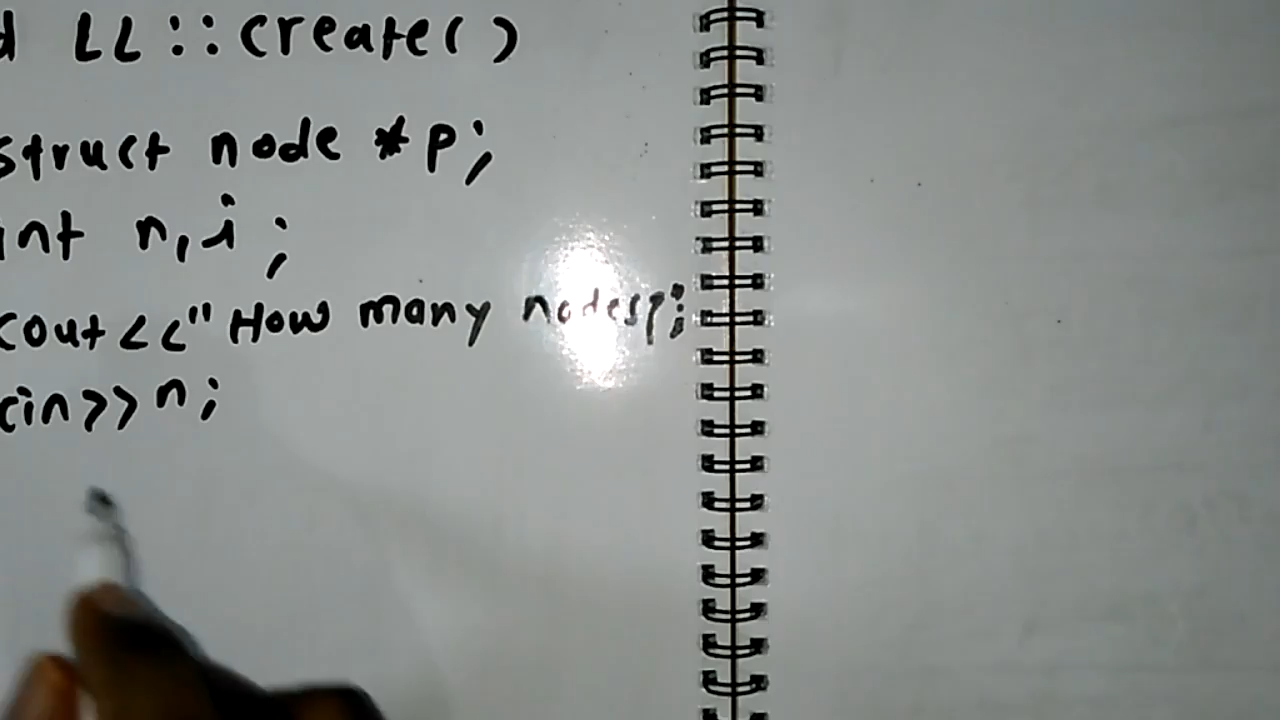 d LL::create()
struct node *p;
int n,i;
cout<<"How many nodes?;
cin>>n;